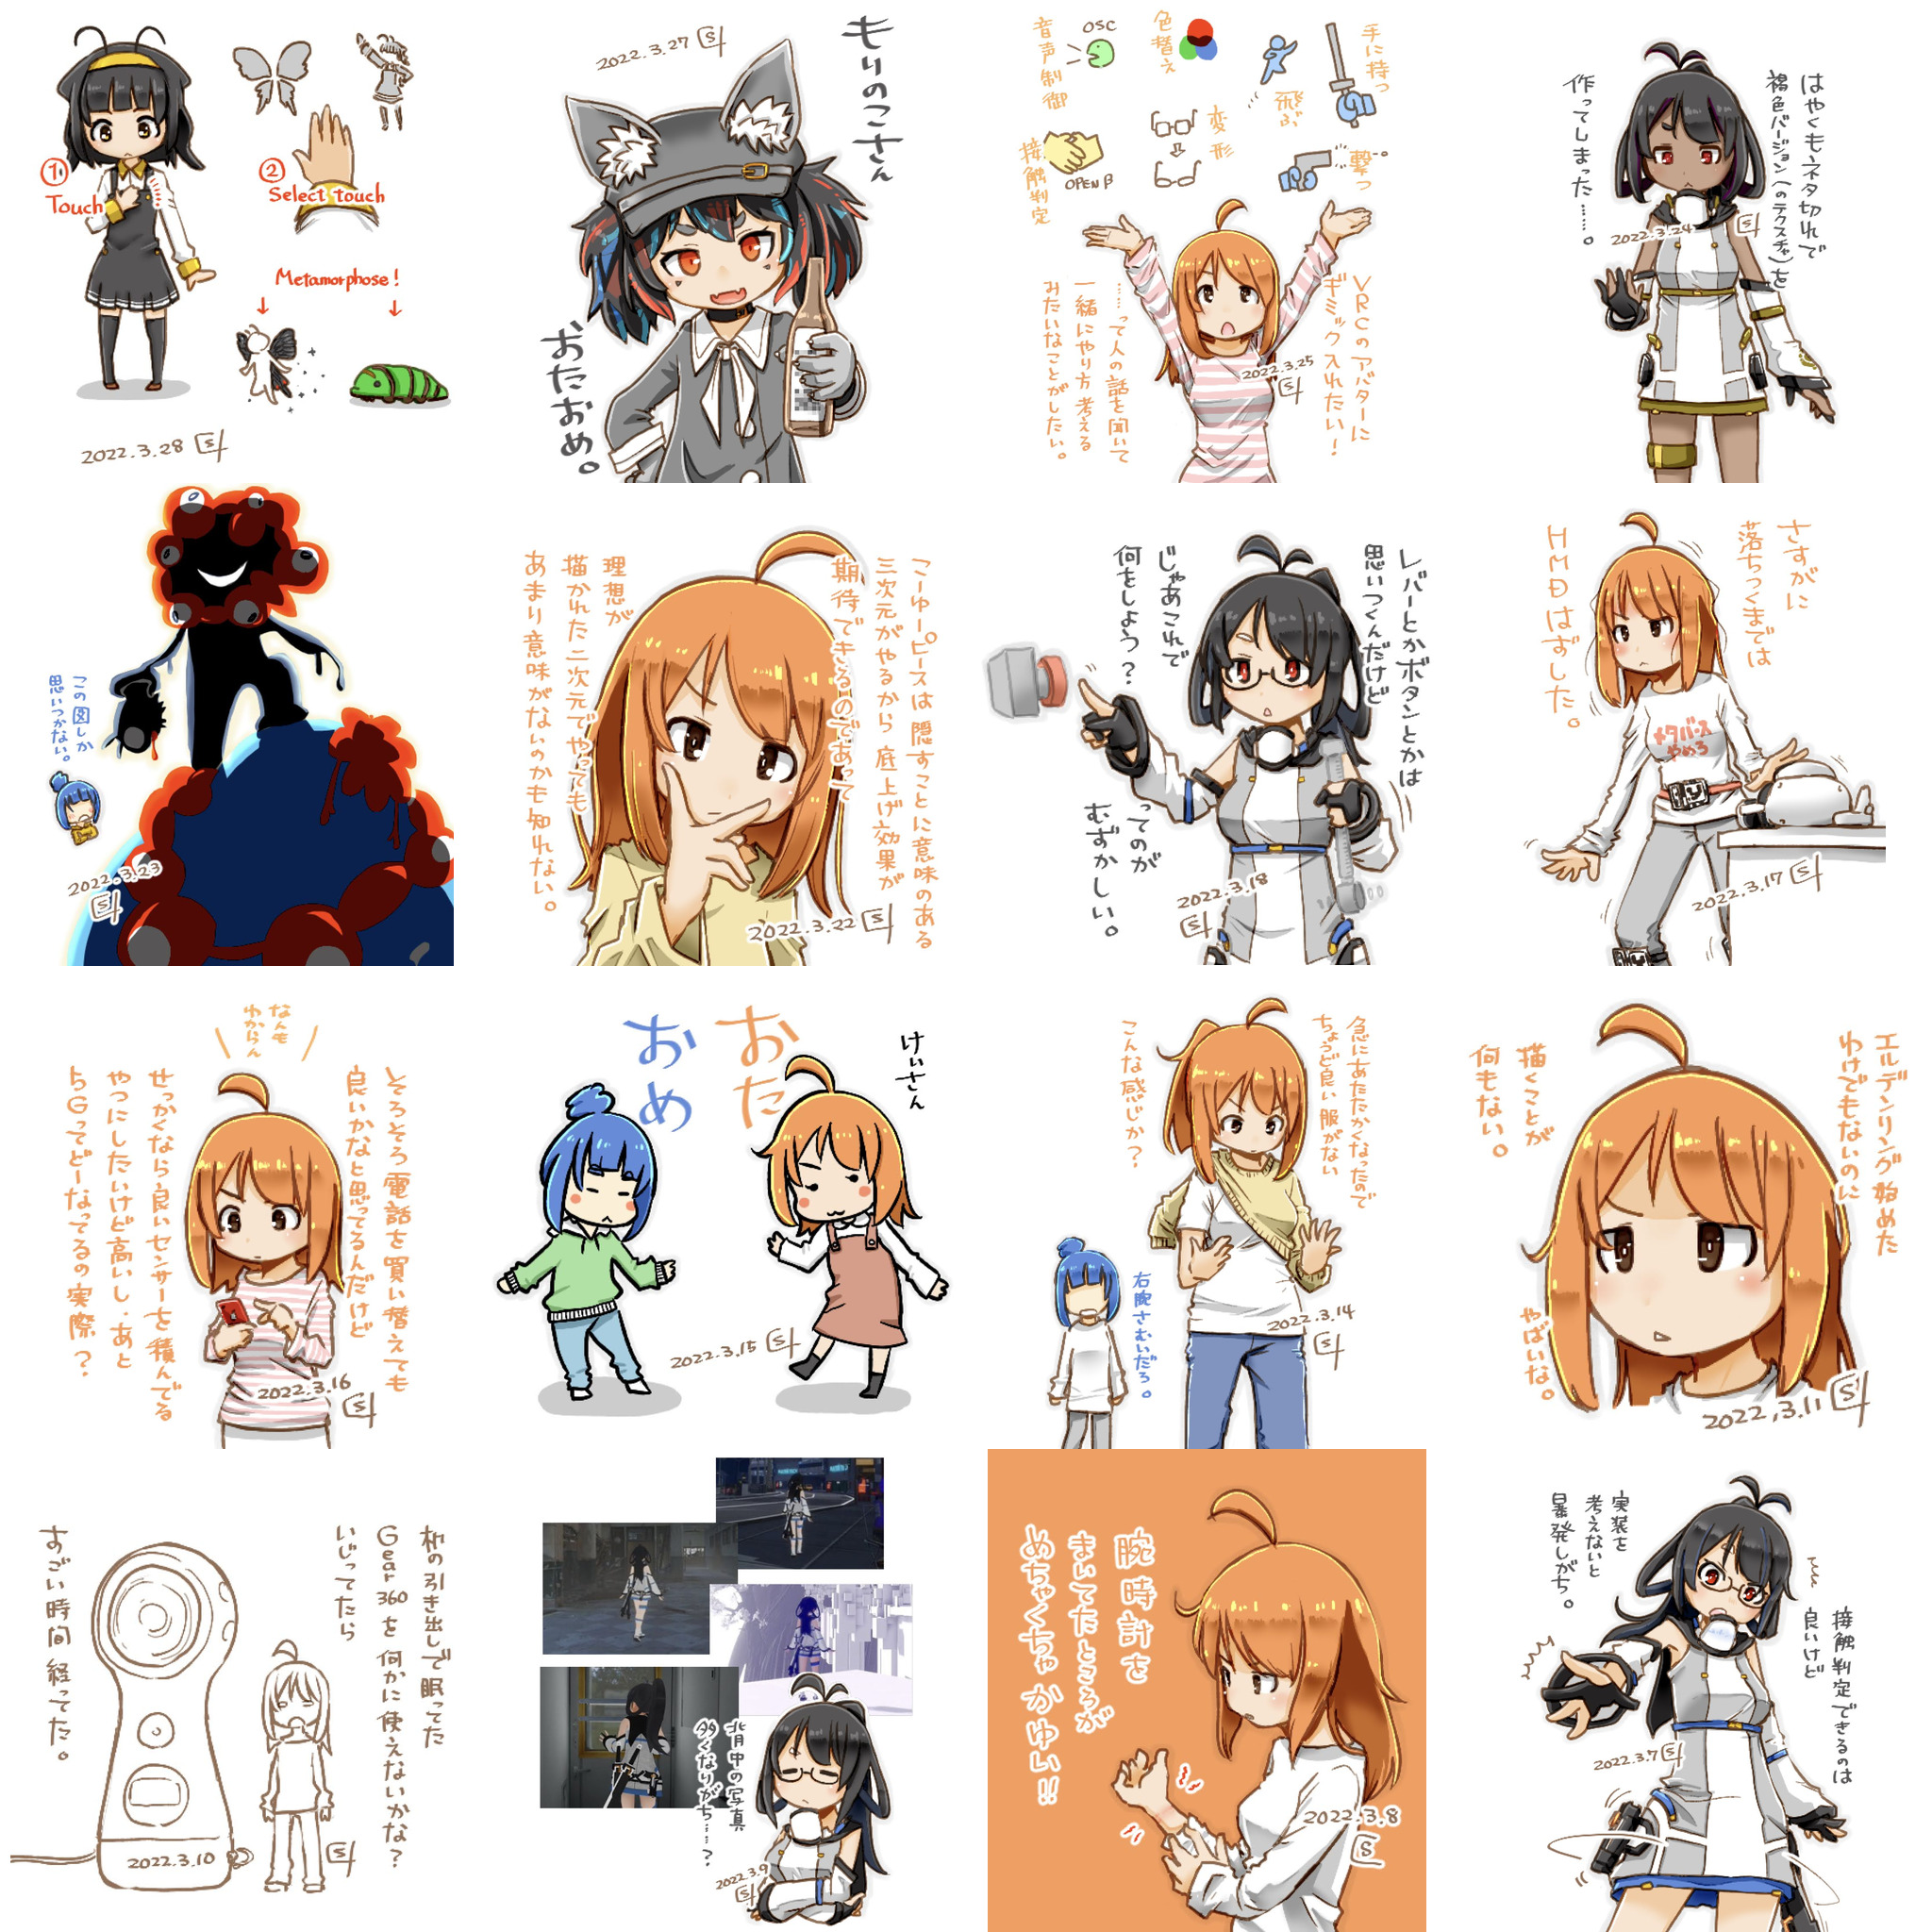 ① Touch
② Select touch
Metamorphose!
2022.3.28
2022.3.27
もりのこさん
おたおめ。
音声制御
OSC
色替え
飛ぶ
手に持つ
接触判定
OPEN β
変形
撃つ
VRCのアバターに
ギミック入れたい!
……って人の話を聞いて
一緒にやり方考える
みたいなことがしたい。
2022.3.25
はやくもネタ切れで
褐色バージョン(のテクスチャ)を
作ってしまった……。
2022.3.24
この図しか
思いつかない。
2022.3.23
こーゆーピースは隠すことに意味のある
三次元がやるから底上げ効果が
期待できるのであって
理想が
描かれた二次元でやっても
あまり意味がないのかも知れない。
2022.3.22
レバーとかボタンとかは
思いつくんだけど
じゃあこれで
何をしよう?
ってのが
むずかしい。
2022.3.18
さすがに
落ちつくまでは
HMDはずした。
メタバース
やめろ
2022.3.17
なんも
わからん
そろそろ電話を買い替えても
良いかなと思ってるんだけど
せっかくなら良いセンサーを積んでる
やつにしたいけど高いし、あと
5Gってどーなってるの実際?
2022.3.16
けいさん
おた
おめ
2022.3.15
急にあたたかくなったので
ちょうど良い服がない
こんな感じか?
右腕さむいだろ。
2022.3.14
エルデンリング始めた
わけでもないのに
描くことが
何もない。
やばいな。
2022.3.11
机の引き出しで眠ってた
Gear 360を何かに使えないかな?
いじってたら
すごい時間経ってた。
2022.3.10
背中の写真
多くなりがち……?
2022.3.9
腕時計を
まいてたところが
めちゃくちゃかゆい!!
2022.3.8
接触判定できるのは
良いけど
実装を
考えないと
暴発しがち。
2022.3.7